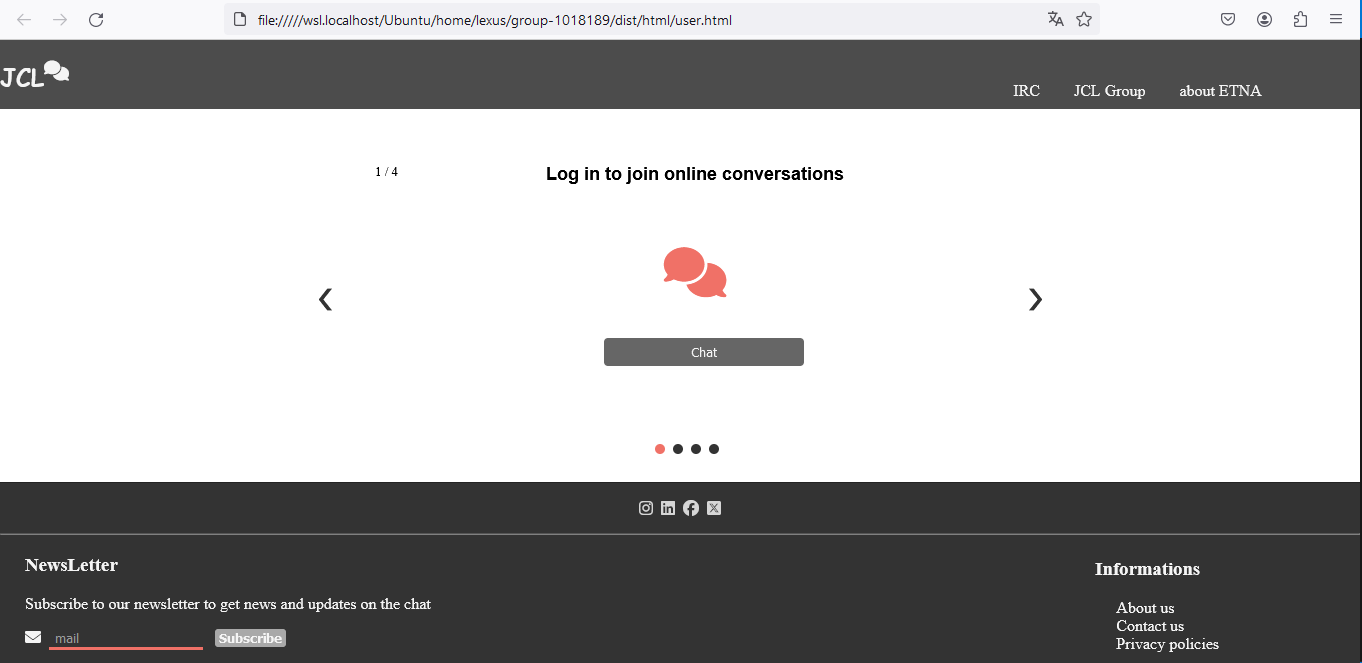 file://///wsl.localhost/Ubuntu/home/lexus/group-1018189/dist/html/user.html
JCL
IRC JCL Group about ETNA
1 / 4
Log in to join online conversations
❮ ❯
Chat
NewsLetter
Informations
Subscribe to our newsletter to get news and updates on the chat
About us
Contact us
mail Subscribe
Privacy policies